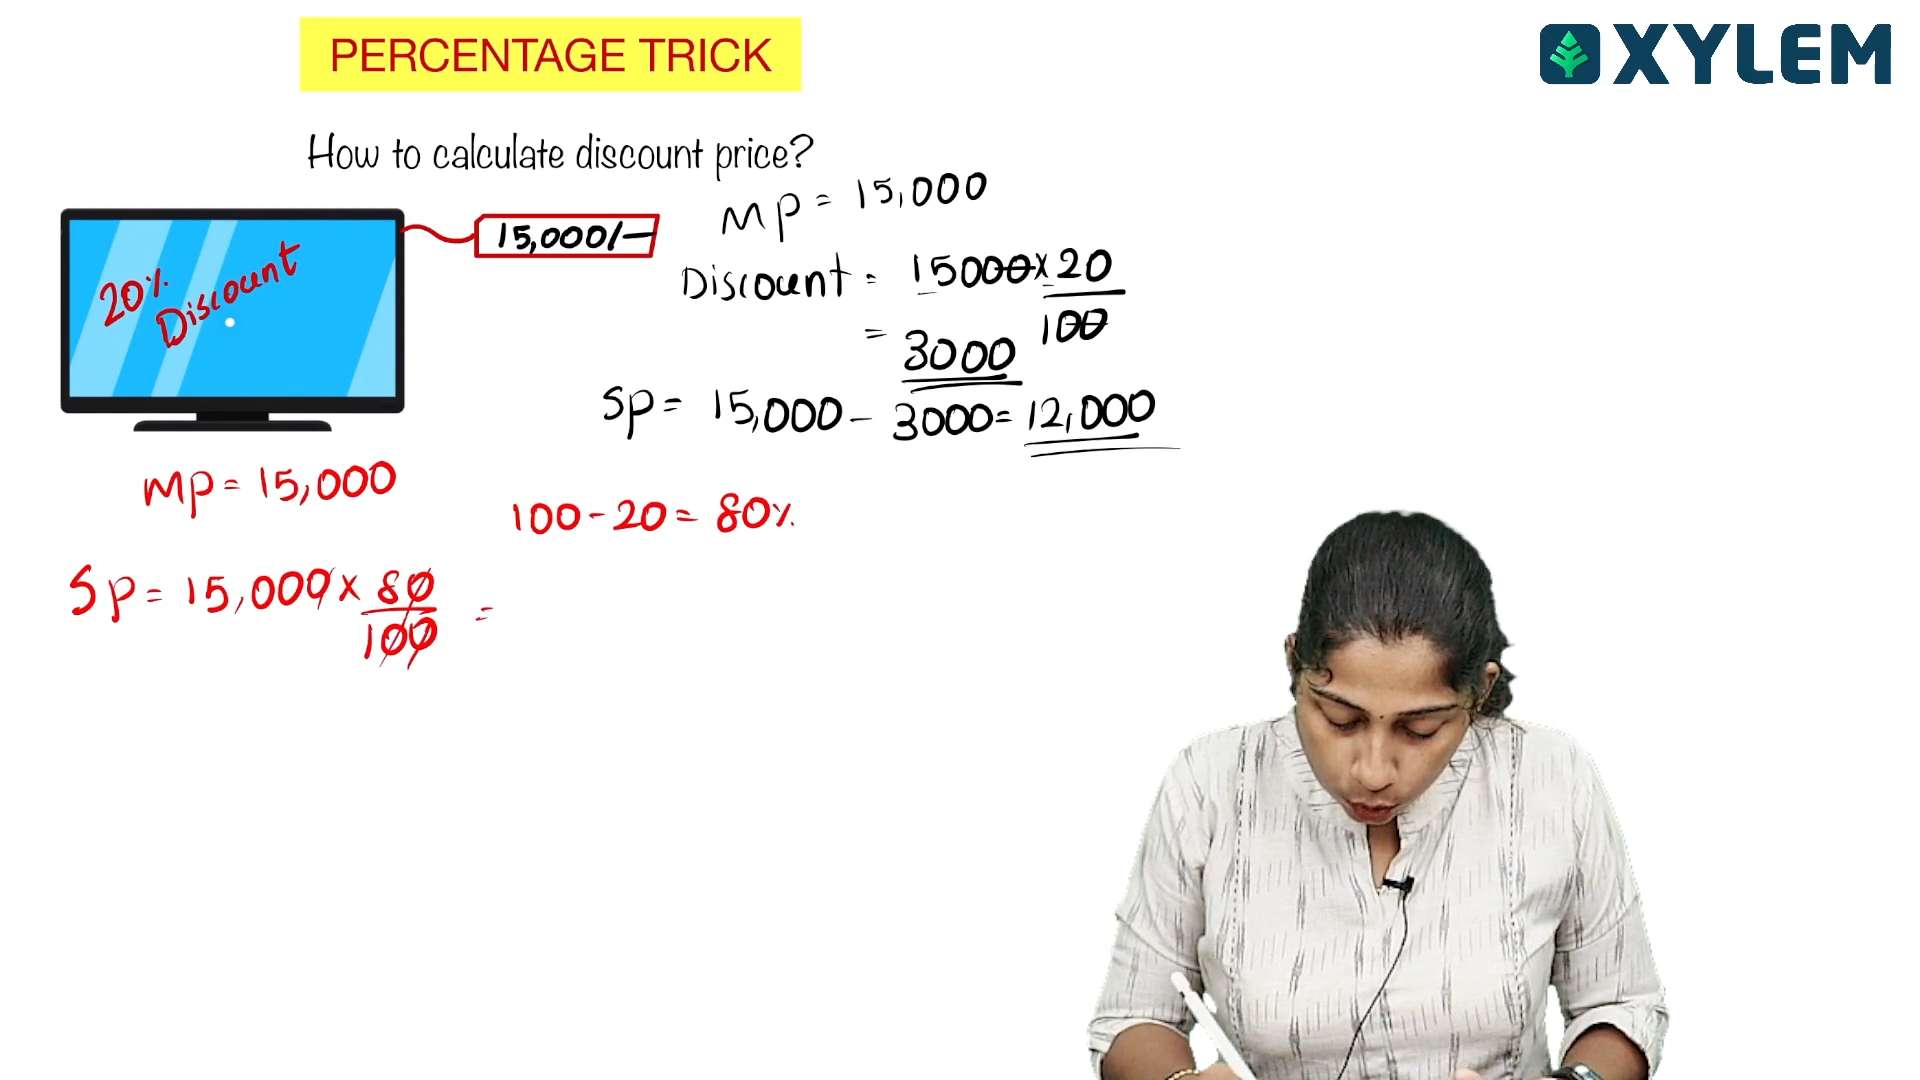 PERCENTAGE TRICK
XYLEM
How to calculate discount price?
20% Discount
15,000/-
MP = 15,000
Discount = 15000 x 20
100
= 3000
SP = 15,000 - 3000 = 12,000
MP = 15,000
100 - 20 = 80%
SP = 15,000 x 80
100
=